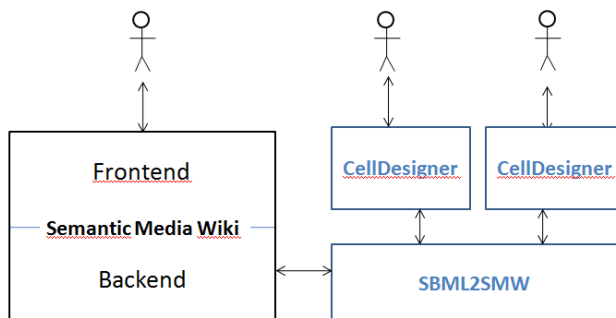 Frontend
Semantic Media Wiki
Backend
CellDesigner
CellDesigner
SBML2SMW